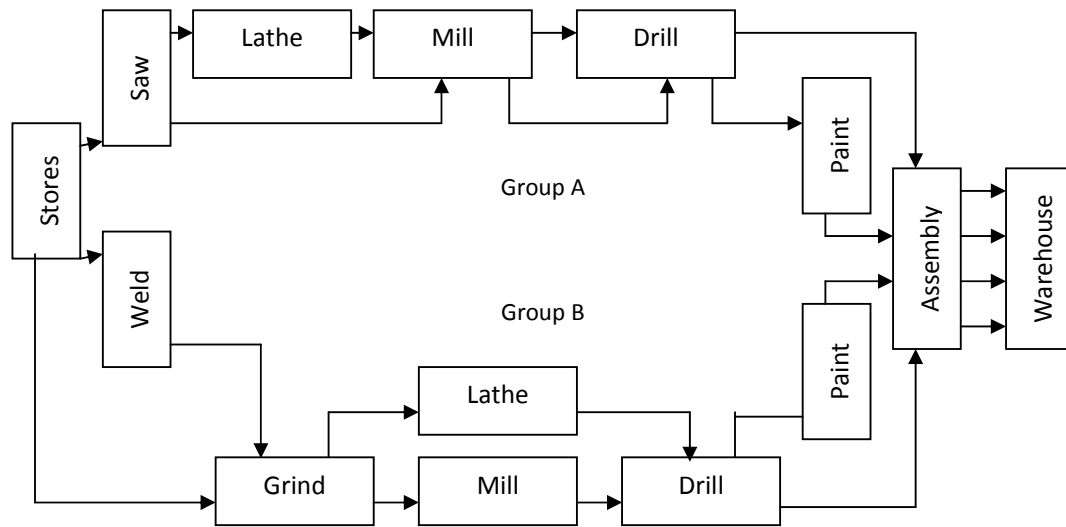 Lathe
Mill
Drill
Saw
Paint
Stores
Group A
Assembly
Warehouse
Weld
Group B
Paint
Lathe
Grind
Mill
Drill